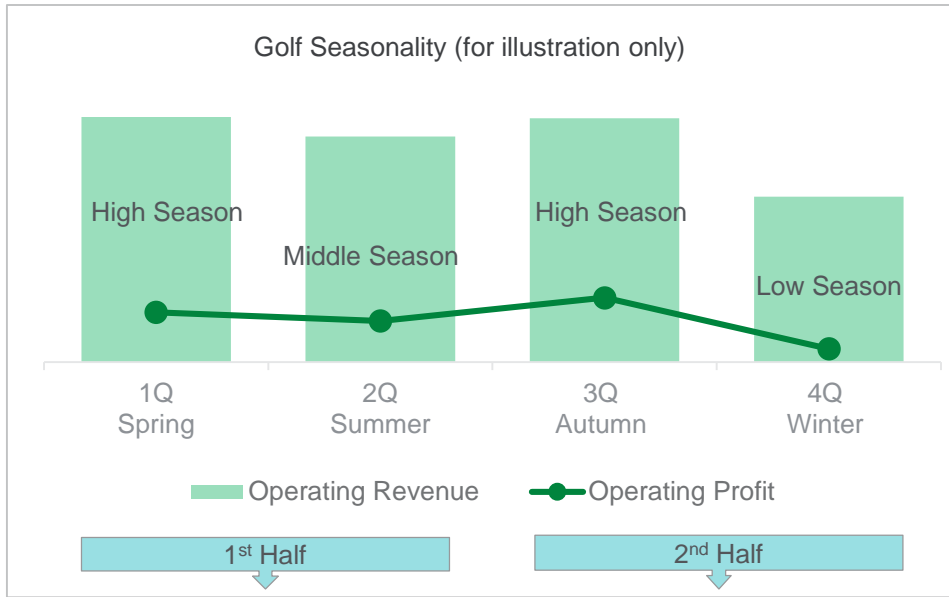 Golf Seasonality (for illustration only)
High Season
Middle Season
High Season
Low Season
1Q
Spring
2Q
Summer
3Q
Autumn
4Q
Winter
Operating Revenue
Operating Profit
1st Half
2nd Half